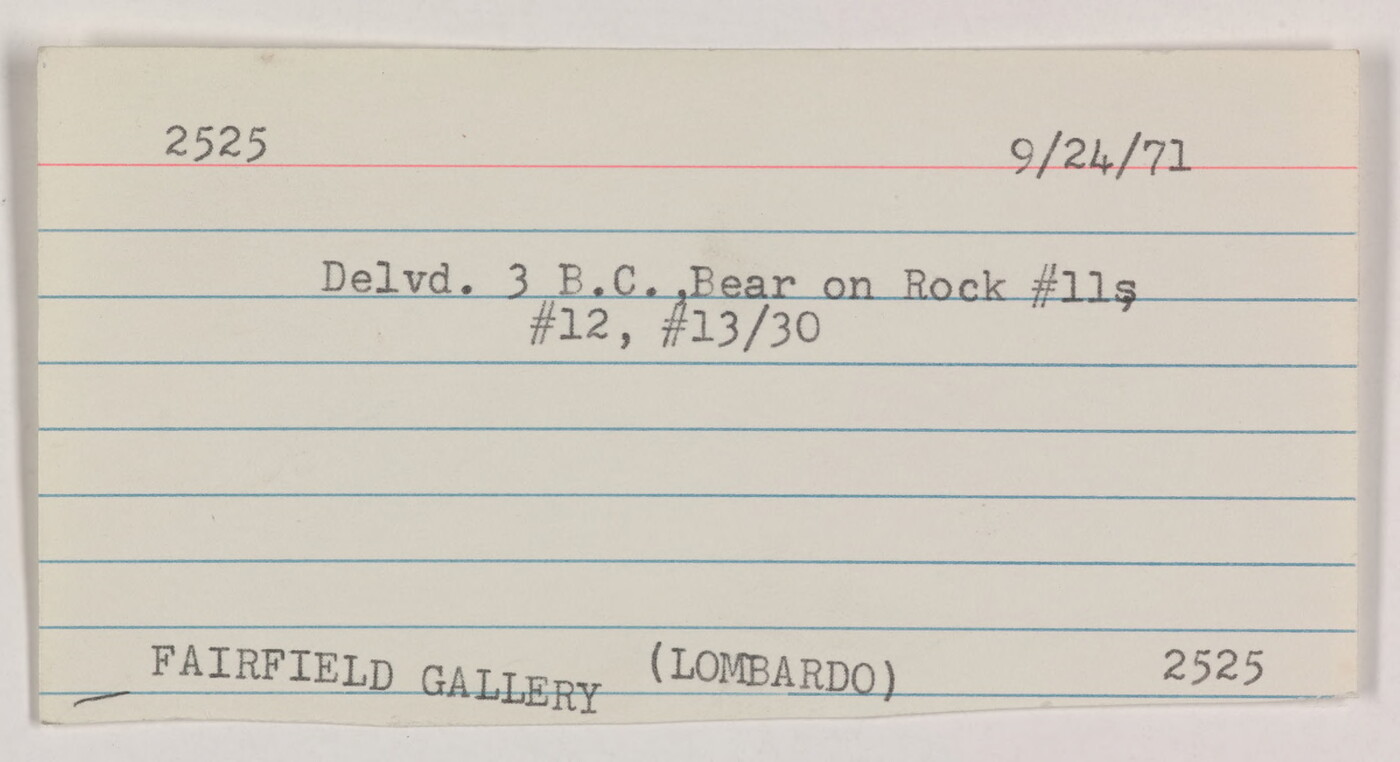 2525 9/24/71
Delvd. 3 B.C.,Bear on Rock #11,
#12, #13/30
FAIRFIELD GALLERY (LOMBARDO) 2525